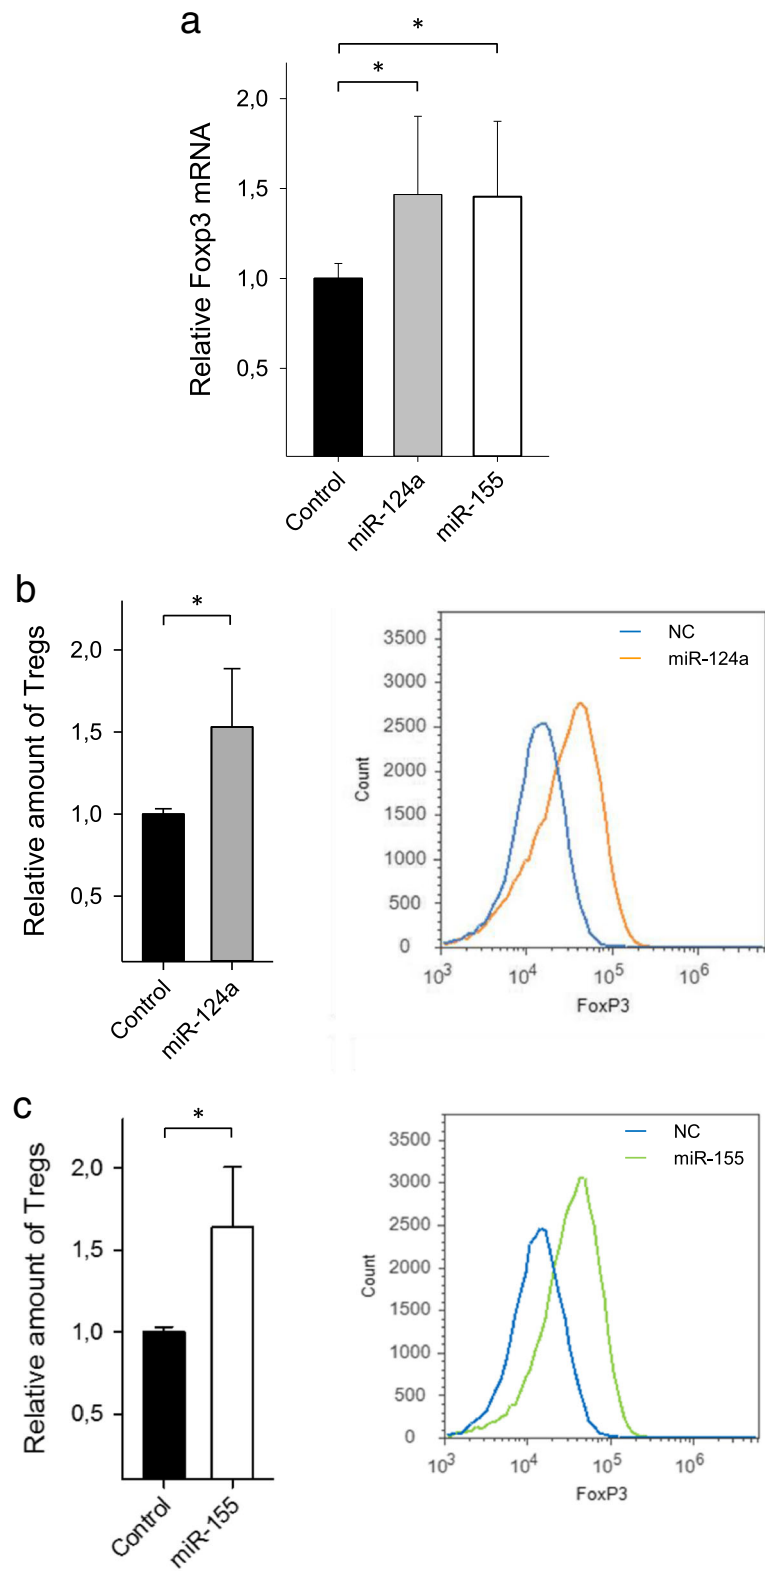 a
*
*
Relative Foxp3 mRNA
2,0
1,5
1,0
0,5
Control
miR-124a
miR-155
b
*
Relative amount of Tregs
2,0
1,5
1,0
0,5
Control
miR-124a
NC
miR-124a
Count
3500
3000
2500
2000
1500
1000
500
0
10³
10⁴
10⁵
10⁶
FoxP3
c
*
Relative amount of Tregs
2,0
1,5
1,0
0,5
Control
miR-155
NC
miR-155
Count
3500
3000
2500
2000
1500
1000
500
0
10³
10⁴
10⁵
10⁶
FoxP3